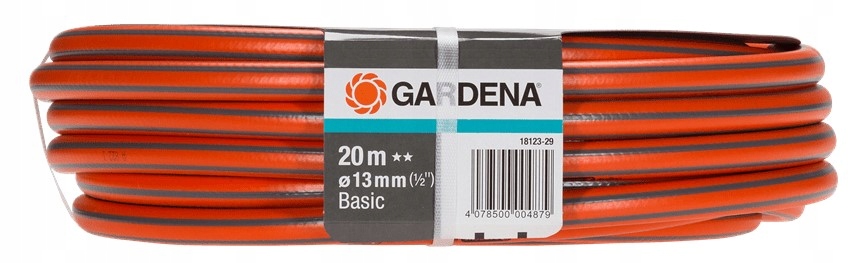 GARDENA®
18123-29
20 m ★★
ø 13 mm (½")
Basic
4 078500 004879